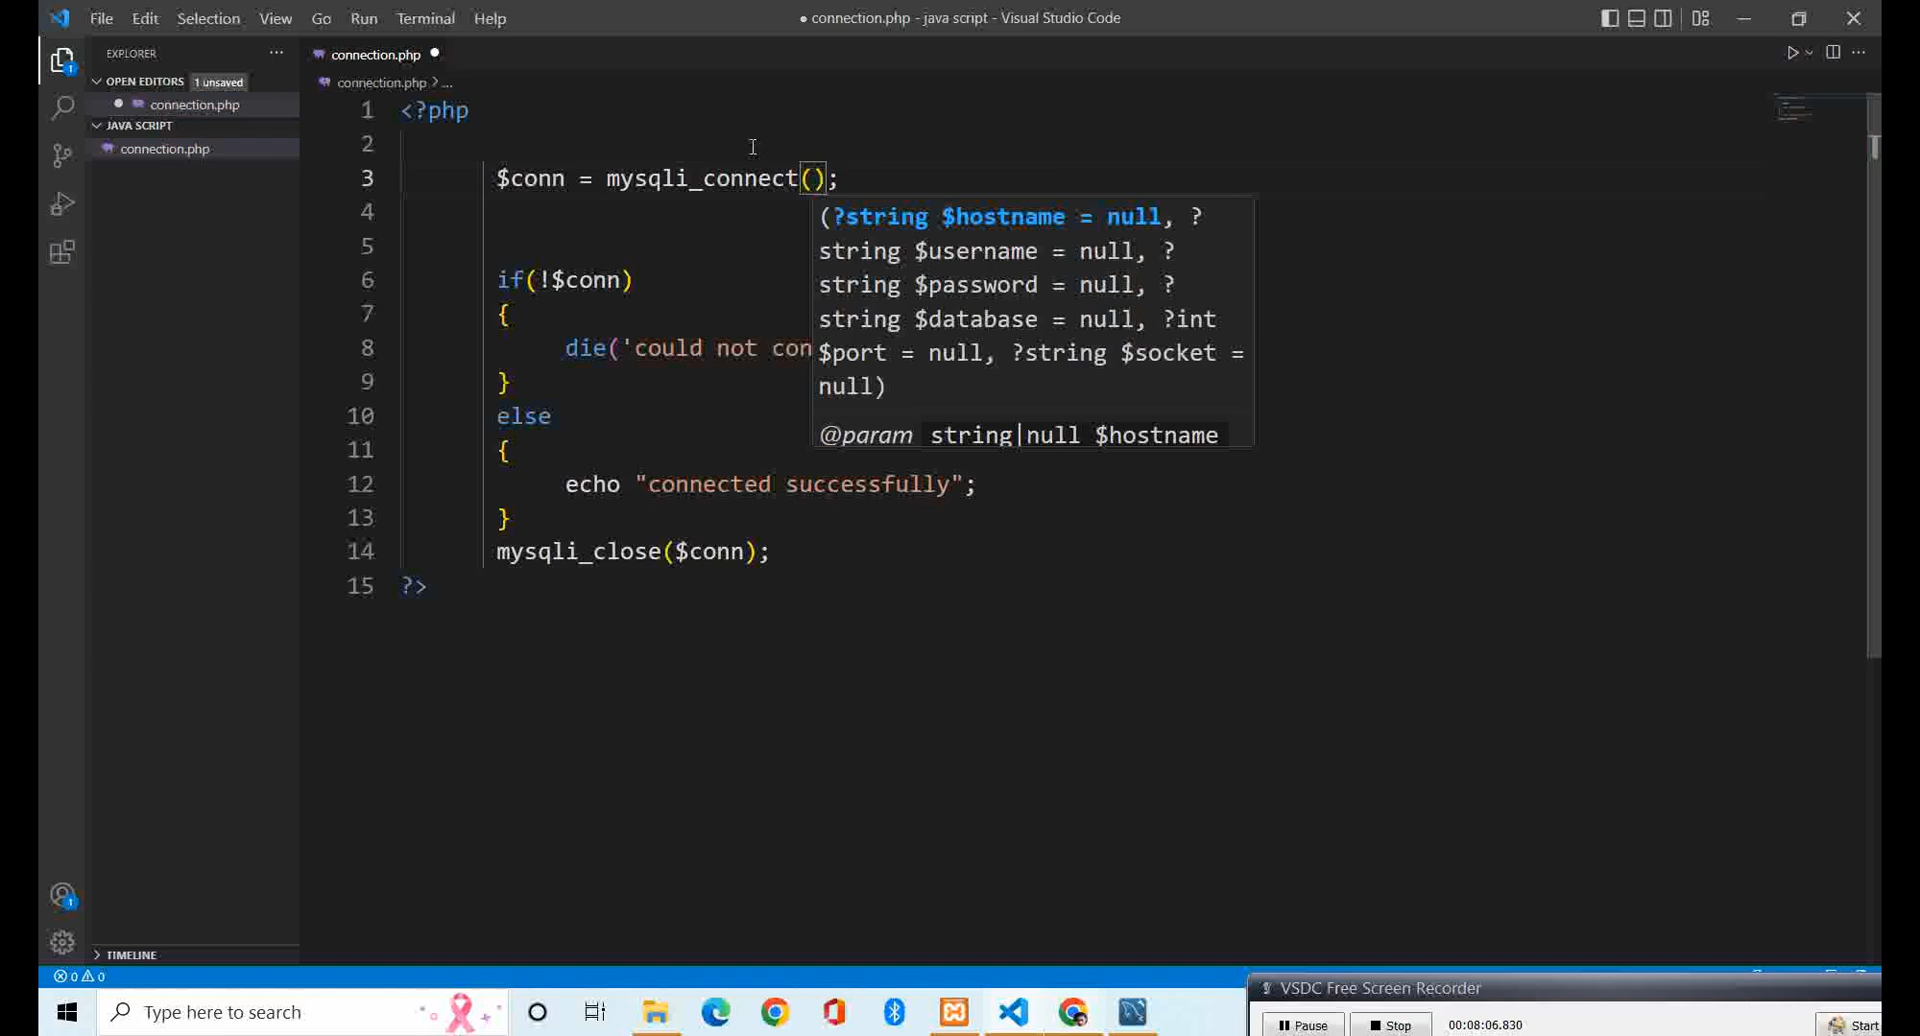 File Edit Selection View Go Run Terminal Help
● connection.php - java script - Visual Studio Code
EXPLORER
OPEN EDITORS 1 unsaved
connection.php
JAVA SCRIPT
connection.php
TIMELINE
connection.php
connection.php > ...
1 <?php
2
3 $conn = mysqli_connect();
4
5
6 if(!$conn)
7 {
8 die('could not con
9 }
10 else
11 {
12 echo "connected successfully";
13 }
14 mysqli_close($conn);
15 ?>
(?string $hostname = null, ?
string $username = null, ?
string $password = null, ?
string $database = null, ?int
$port = null, ?string $socket =
null)
@param string|null $hostname
1
1
0 0
Type here to search
VSDC Free Screen Recorder
Pause Stop 00:08:06.830 Start